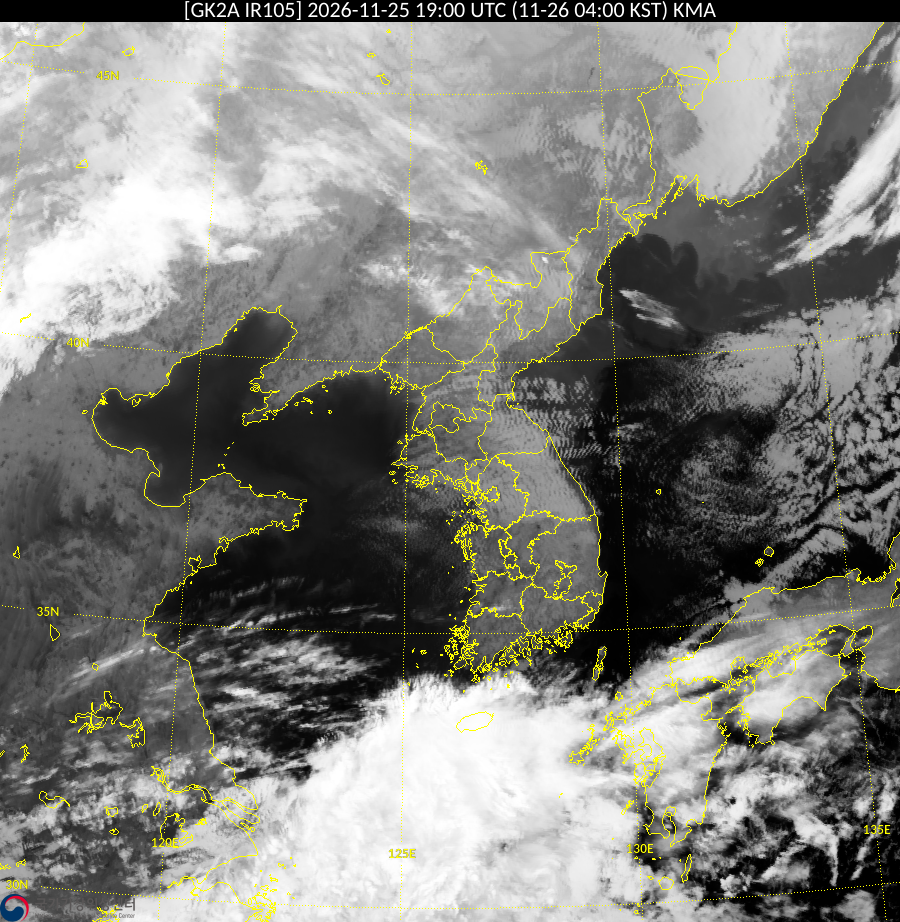 [GK2A IR105] 2026-11-25 19:00 UTC (11-26 04:00 KST) KMA
45N
40N
35N
120E
125E
130E
135E
30N